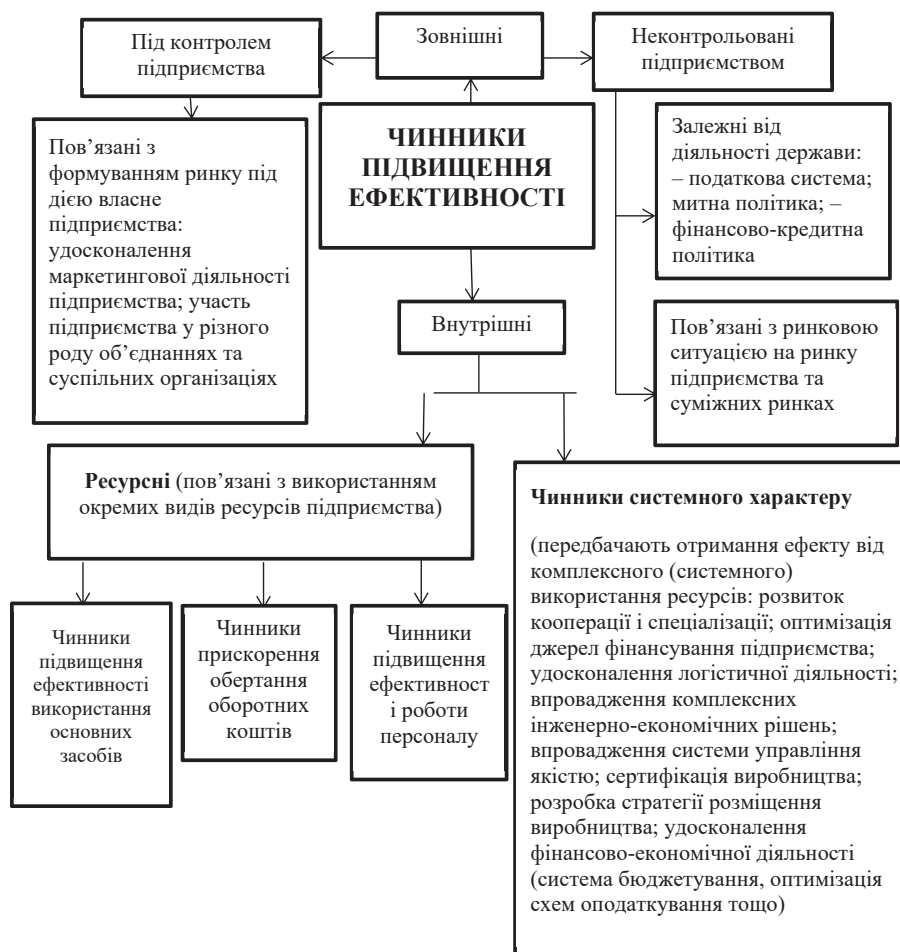 Під контролем
підприємства
Зовнішні
Неконтрольовані
підприємством
Пов’язані з
формуванням ринку під
дією власне
підприємства:
удосконалення
маркетингової діяльності
підприємства; участь
підприємства у різного
роду об’єднаннях та
суспільних організаціях
ЧИННИКИ
ПІДВИЩЕННЯ
ЕФЕКТИВНОСТІ
Залежні від
діяльності держави:
– податкова система;
митна політика; –
фінансово-кредитна
політика
Внутрішні
Пов’язані з ринковою
ситуацією на ринку
підприємства та
суміжних ринках
Ресурсні (пов’язані з використанням
окремих видів ресурсів підприємства)
Чинники
підвищення
ефективності
використання
основних
засобів
Чинники
прискорення
обертання
оборотних
коштів
Чинники
підвищення
ефективност
і роботи
персоналу
Чинники системного характеру
(передбачають отримання ефекту від
комплексного (системного)
використання ресурсів: розвиток
кооперації і спеціалізації; оптимізація
джерел фінансування підприємства;
удосконалення логістичної діяльності;
впровадження комплексних
інженерно-економічних рішень;
впровадження системи управління
якістю; сертифікація виробництва;
розробка стратегії розміщення
виробництва; удосконалення
фінансово-економічної діяльності
(система бюджетування, оптимізація
схем оподаткування тощо)